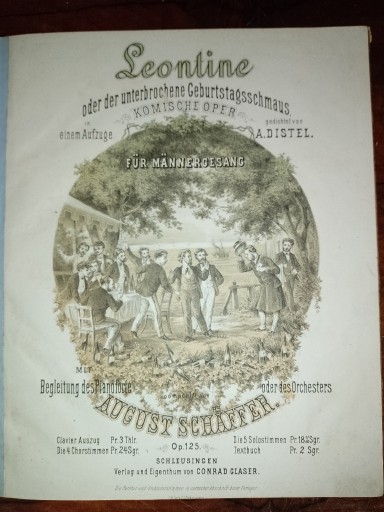 Leontine
oder der unterbrochene Geburtstagsschmaus,
KOMISCHE OPER
in
einem Aufzuge
gedichtet von
A. DISTEL.
FÜR MÄNNERGESANG
MIT
Begleitung des Pianoforte
oder des Orchesters
componirt von
AUGUST SCHÄFFER.
Op. 125.
Clavier Auszug Pr. 3 Thlr.
Die 4 Chorstimmen Pr. 24 Sgr.
Die 5 Solostimmen Pr. 18¾ Sgr.
Textbuch Pr. 2 Sgr.
SCHLEUSINGEN
Verlag und Eigenthum von CONRAD GLASER.